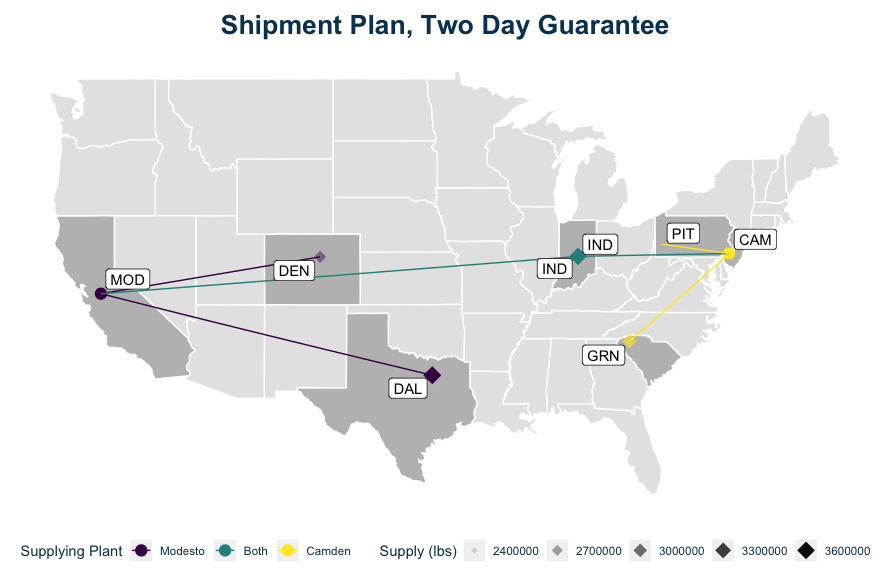 Shipment Plan, Two Day Guarantee
PIT
CAM
IND
IND
DEN
MOD
GRN
DAL
Supplying Plant Modesto Both Camden Supply (lbs) 2400000 2700000 3000000 3300000 3600000